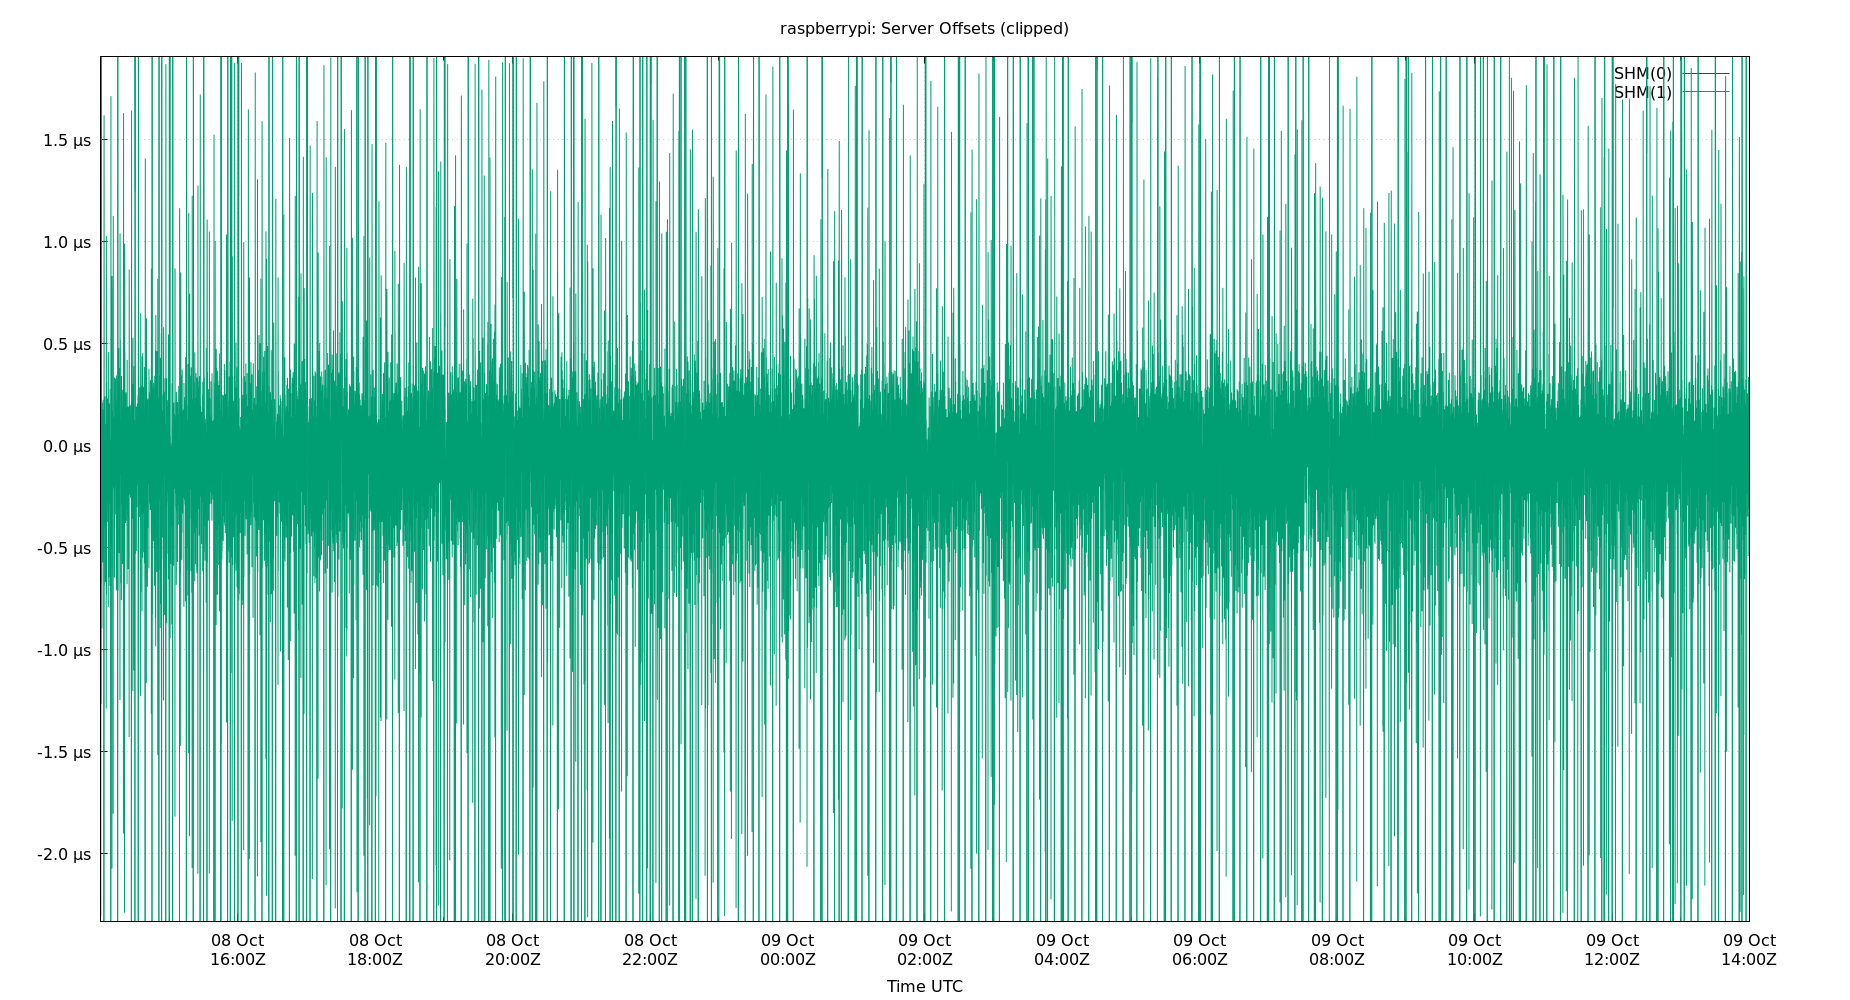 raspberrypi: Server Offsets (clipped)
SHM(0)
SHM(1)
1.5 µs
1.0 µs
0.5 µs
0.0 µs
-0.5 µs
-1.0 µs
-1.5 µs
-2.0 µs
08 Oct 08 Oct 08 Oct 08 Oct 09 Oct 09 Oct 09 Oct 09 Oct 09 Oct 09 Oct 09 Oct 09 Oct
16:00Z 18:00Z 20:00Z 22:00Z 00:00Z 02:00Z 04:00Z 06:00Z 08:00Z 10:00Z 12:00Z 14:00Z
Time UTC